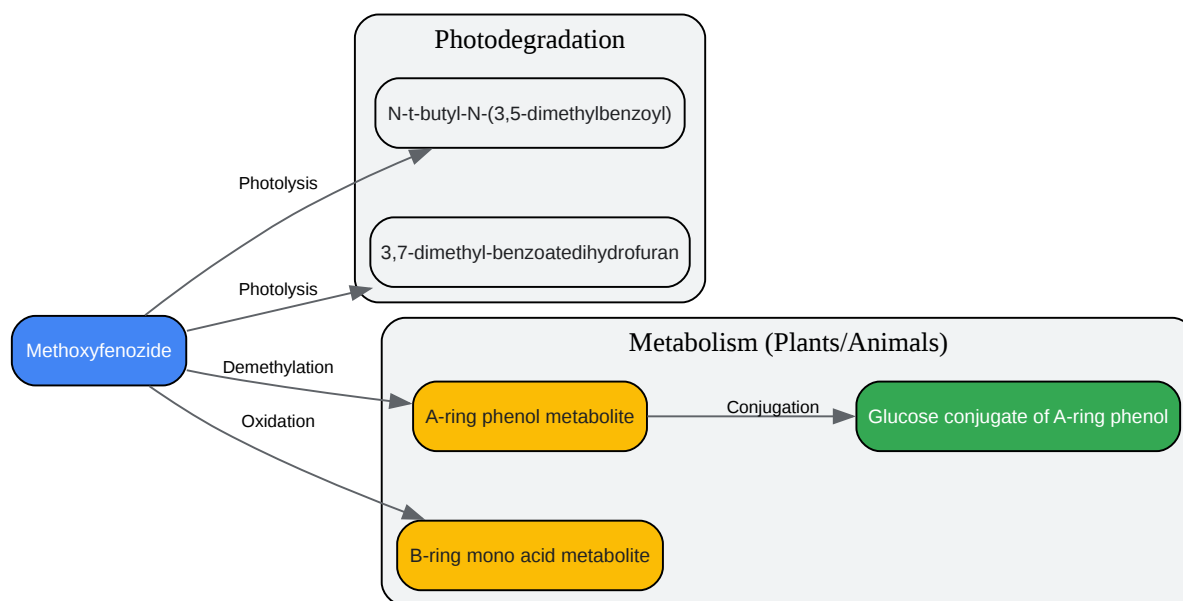 Photodegradation
N-t-butyl-N-(3,5-dimethylbenzoyl)
Photolysis
3,7-dimethyl-benzoatedihydrofuran
Photolysis
Methoxyfenozide
Metabolism (Plants/Animals)
Demethylation
A-ring phenol metabolite
Conjugation
Glucose conjugate of A-ring phenol
Oxidation
B-ring mono acid metabolite